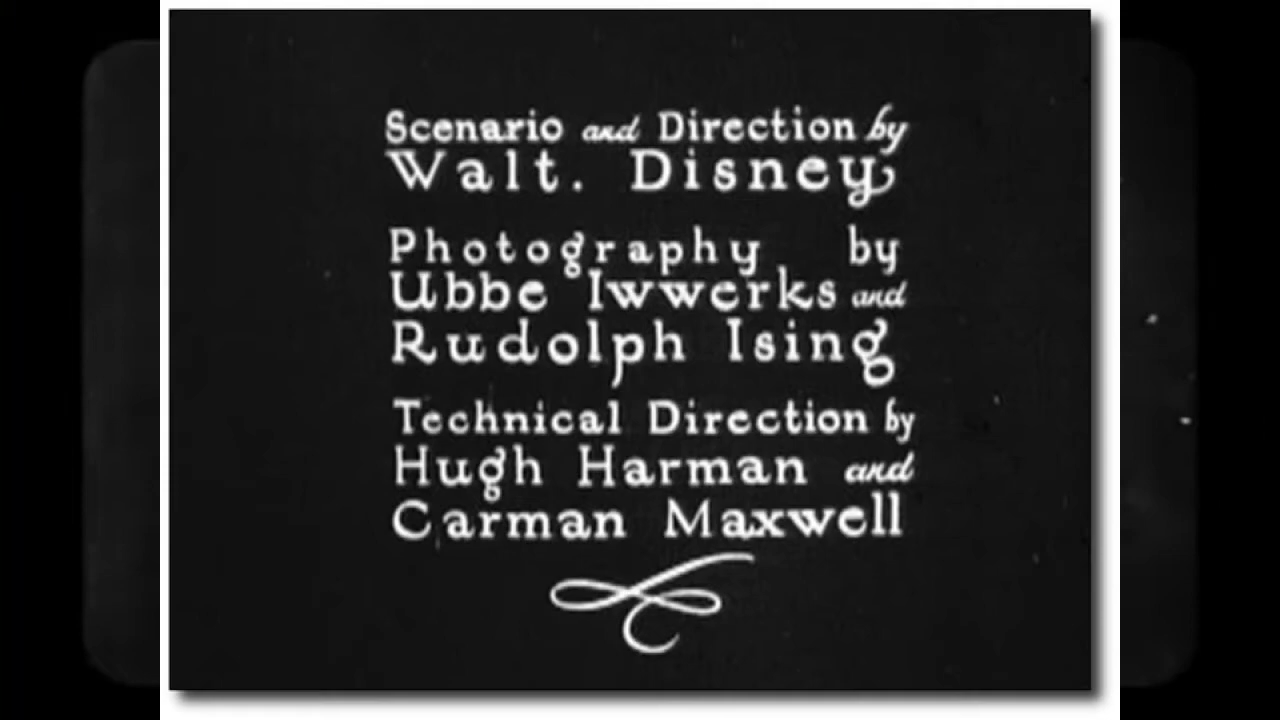 Scenario and Direction by
Walt. Disney
Photography by
Ubbe Iwwerks and
Rudolph Ising
Technical Direction by
Hugh Harman and
Carman Maxwell